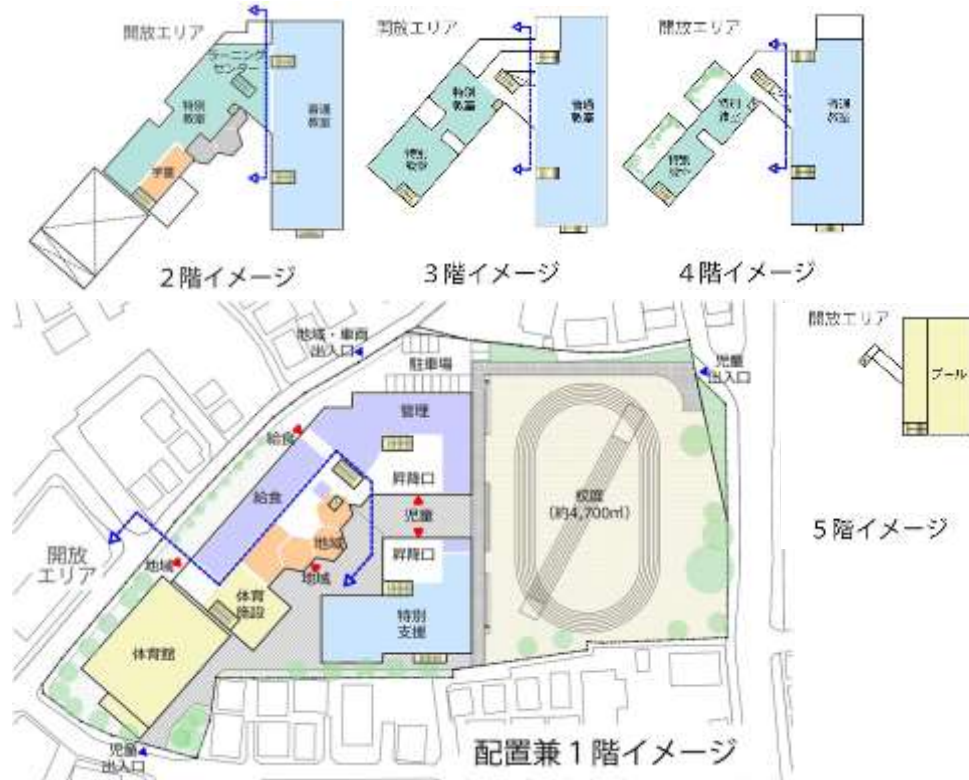 開放エリア
ラーニング
センター
特別
教室
普通
教室
学童
2階イメージ
開放エリア
特別
教室
普通
教室
特別
教室
3階イメージ
開放エリア
特別
教室
普通
教室
特別
教室
4階イメージ
開放エリア
プール
5階イメージ
地域・車両
出入口
駐車場
児童
出入口
管理
給食
昇降口
給食
児童
校庭
(約4,700㎡)
地域
昇降口
開放
エリア
地域
地域
体育
施設
特別
支援
体育館
児童
出入口
配置兼1階イメージ